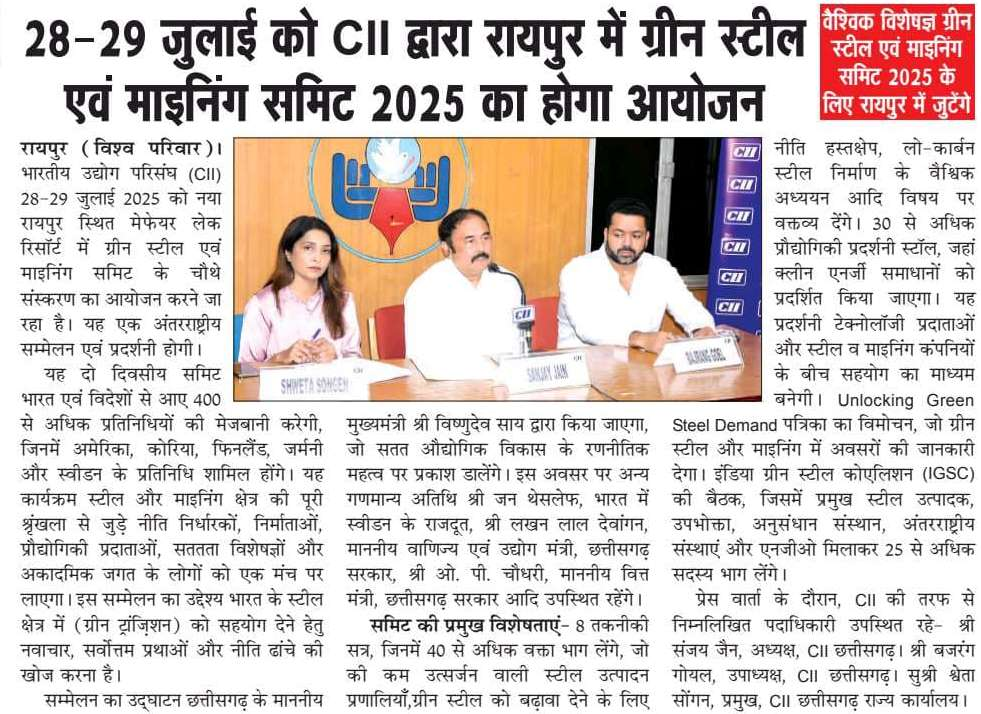 28-29 जुलाई को CII द्वारा रायपुर में ग्रीन स्टील
एवं माइनिंग समिट 2025 का होगा आयोजन
वैश्विक विशेषज्ञ ग्रीन
स्टील एवं माइनिंग
समिट 2025 के
लिए रायपुर में जुटेंगे
रायपुर (विश्व परिवार)।
भारतीय उद्योग परिसंघ (CII)
28-29 जुलाई 2025 को नया
रायपुर स्थित मेफेयर लेक
रिसॉर्ट में ग्रीन स्टील एवं
माइनिंग समिट के चौथे
संस्करण का आयोजन करने जा
रहा है। यह एक अंतरराष्ट्रीय
सम्मेलन एवं प्रदर्शनी होगी।
यह दो दिवसीय समिट
भारत एवं विदेशों से आए 400
से अधिक प्रतिनिधियों की मेजबानी करेगी,
जिनमें अमेरिका, कोरिया, फिनलैंड, जर्मनी
और स्वीडन के प्रतिनिधि शामिल होंगे। यह
कार्यक्रम स्टील और माइनिंग क्षेत्र की पूरी
श्रृंखला से जुड़े नीति निर्धारकों, निर्माताओं,
प्रौद्योगिकी प्रदाताओं, सततता विशेषज्ञों और
अकादमिक जगत के लोगों को एक मंच पर
लाएगा। इस सम्मेलन का उद्देश्य भारत के स्टील
क्षेत्र में (ग्रीन ट्रांज़िशन) को सहयोग देने हेतु
नवाचार, सर्वोत्तम प्रथाओं और नीति ढांचे की
खोज करना है।
सम्मेलन का उद्घाटन छत्तीसगढ़ के माननीय
CII
CII
CII
CII
CII
CII
CII
SHWETA SONGEN
SANJAY JAIN
BAJRANG GOEL
मुख्यमंत्री श्री विष्णुदेव साय द्वारा किया जाएगा,
जो सतत औद्योगिक विकास के रणनीतिक
महत्व पर प्रकाश डालेंगे। इस अवसर पर अन्य
गणमान्य अतिथि श्री जन थेसलेफ, भारत में
स्वीडन के राजदूत, श्री लखन लाल देवांगन,
माननीय वाणिज्य एवं उद्योग मंत्री, छत्तीसगढ़
सरकार, श्री ओ. पी. चौधरी, माननीय वित्त
मंत्री, छत्तीसगढ़ सरकार आदि उपस्थित रहेंगे।
समिट की प्रमुख विशेषताएं- 8 तकनीकी
सत्र, जिनमें 40 से अधिक वक्ता भाग लेंगे, जो
की कम उत्सर्जन वाली स्टील उत्पादन
प्रणालियाँ,ग्रीन स्टील को बढ़ावा देने के लिए
नीति हस्तक्षेप, लो-कार्बन
स्टील निर्माण के वैश्विक
अध्ययन आदि विषय पर
वक्तव्य देंगे। 30 से अधिक
प्रौद्योगिकी प्रदर्शनी स्टॉल, जहां
क्लीन एनर्जी समाधानों को
प्रदर्शित किया जाएगा। यह
प्रदर्शनी टेक्नोलॉजी प्रदाताओं
और स्टील व माइनिंग कंपनियों
के बीच सहयोग का माध्यम
बनेगी। Unlocking Green
Steel Demand पत्रिका का विमोचन, जो ग्रीन
स्टील और माइनिंग में अवसरों की जानकारी
देगा। इंडिया ग्रीन स्टील कोएलिशन (IGSC)
की बैठक, जिसमें प्रमुख स्टील उत्पादक,
उपभोक्ता, अनुसंधान संस्थान, अंतरराष्ट्रीय
संस्थाएं और एनजीओ मिलाकर 25 से अधिक
सदस्य भाग लेंगे।
प्रेस वार्ता के दौरान, CII की तरफ से
निम्नलिखित पदाधिकारी उपस्थित रहे- श्री
संजय जैन, अध्यक्ष, CII छत्तीसगढ़। श्री बजरंग
गोयल, उपाध्यक्ष, CII छत्तीसगढ़। सुश्री श्वेता
सोंगन, प्रमुख, CII छत्तीसगढ़ राज्य कार्यालय।